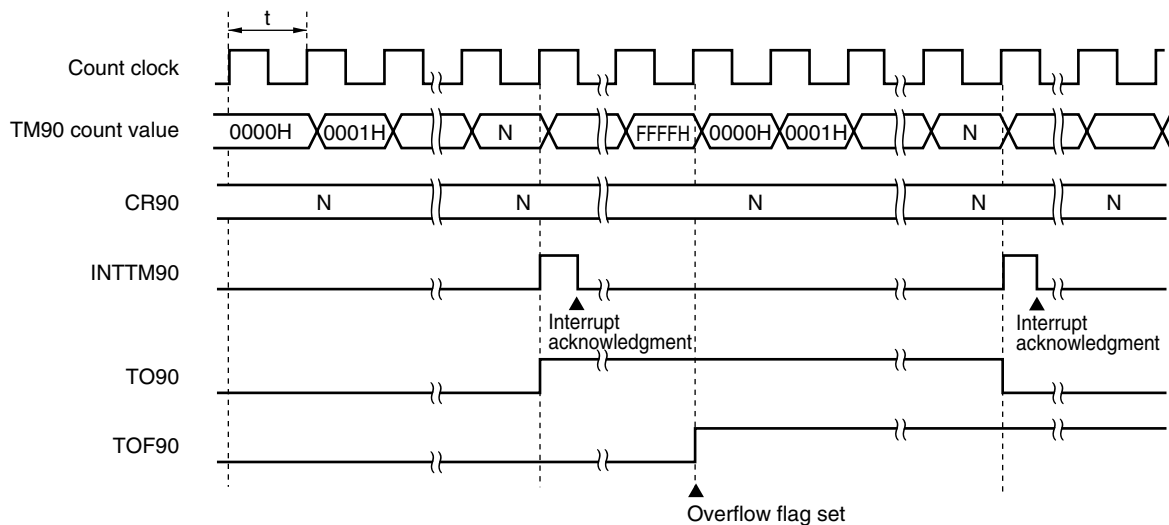 t
Count clock
TM90 count value 0000H 0001H N FFFFH 0000H 0001H N
CR90 N N N N N
INTTM90
Interrupt acknowledgment
Interrupt acknowledgment
TO90
TOF90
Overflow flag set